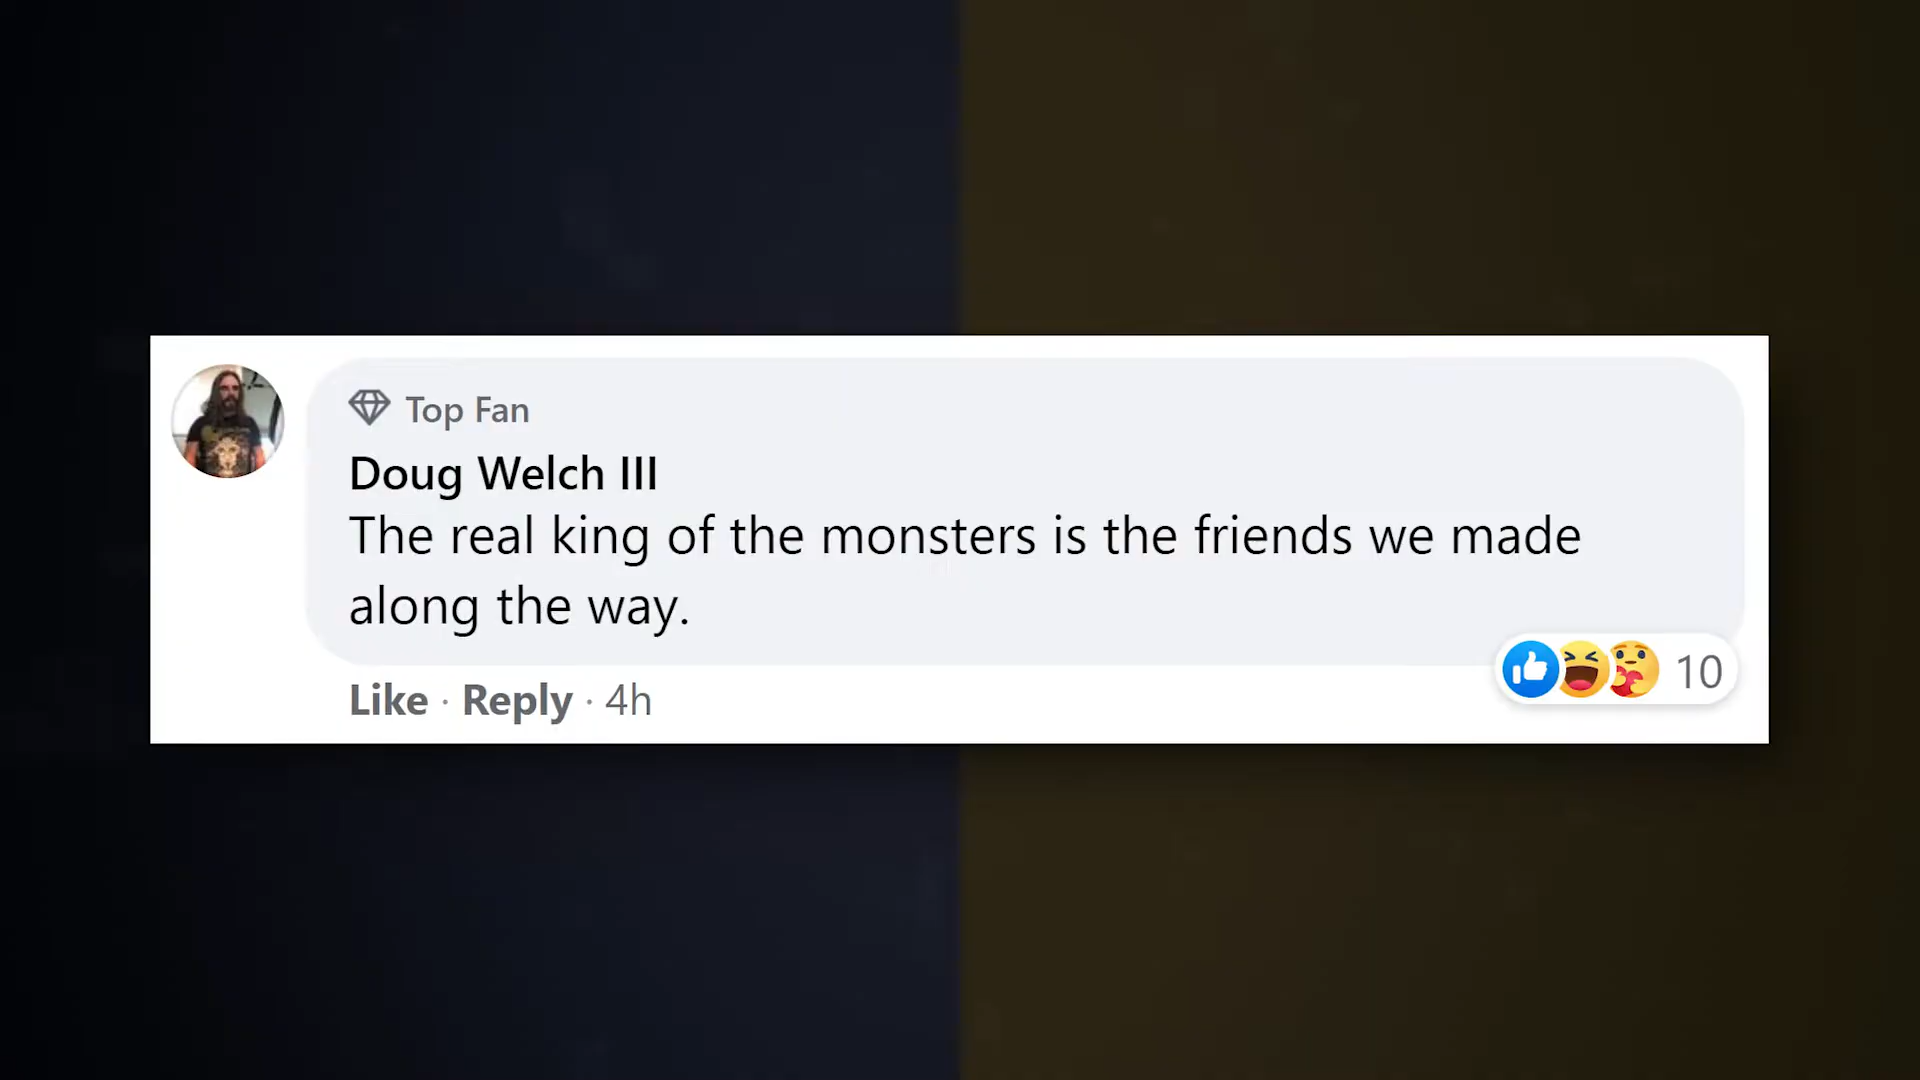 Top Fan
Doug Welch III
The real king of the monsters is the friends we made
along the way.
Like · Reply · 4h
10